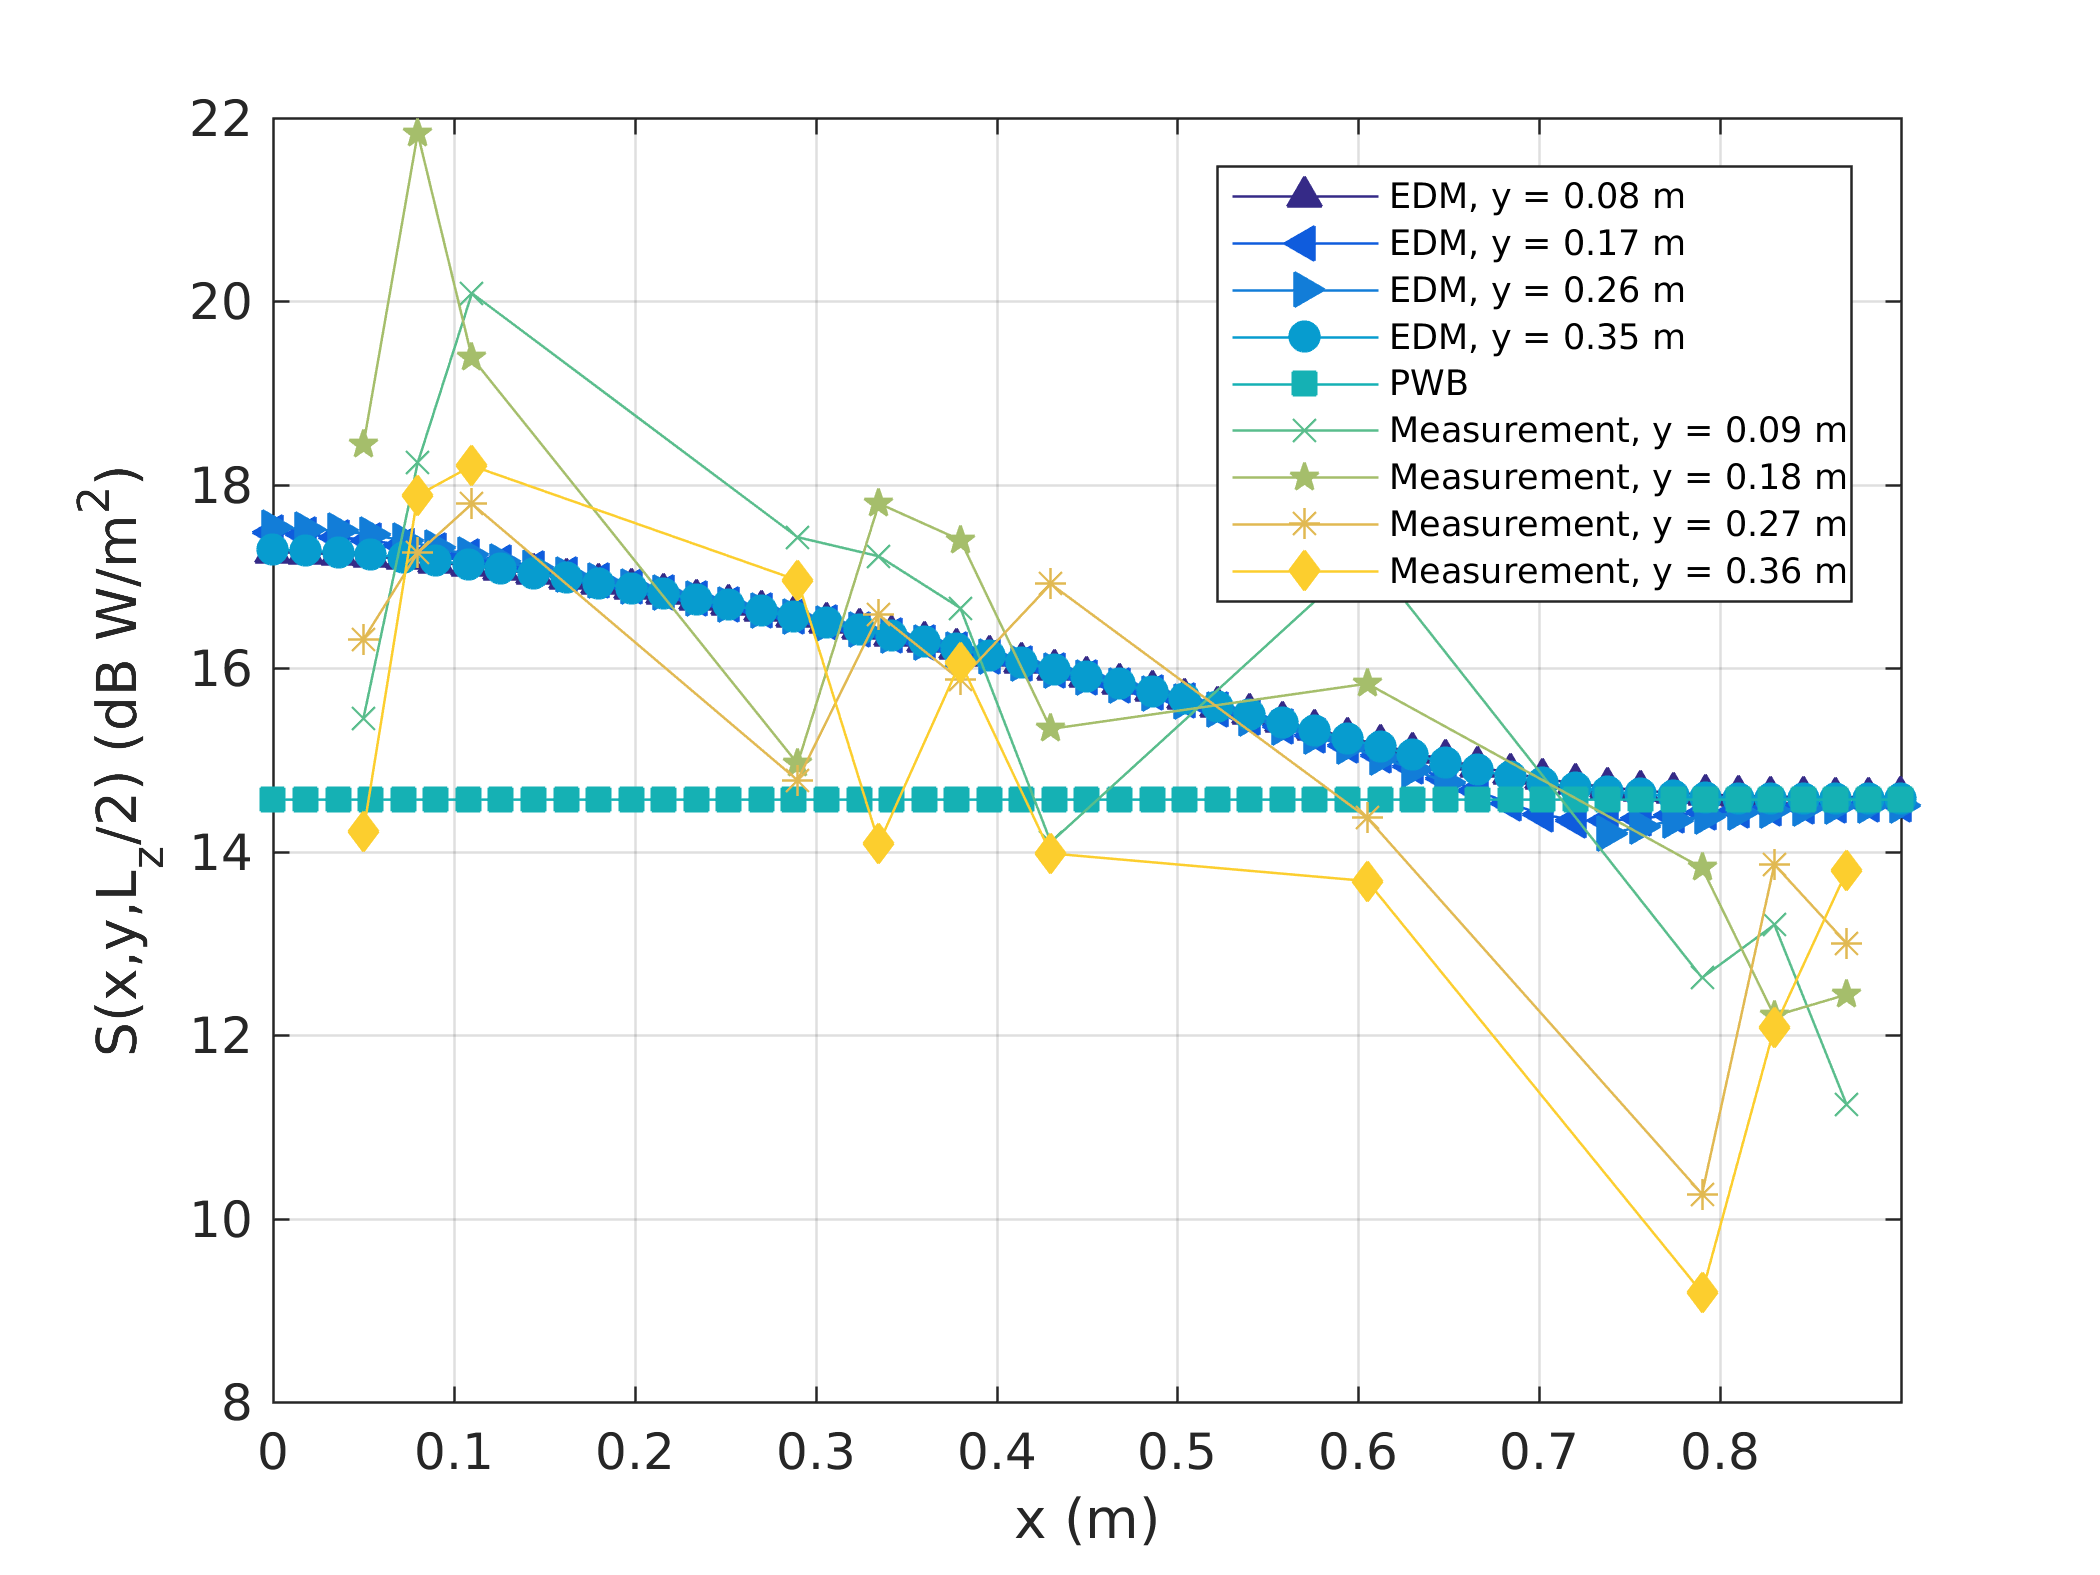 22
20
18
16
14
12
10
8
S(x,y,L_z/2) (dB W/m^2)
EDM, y = 0.08 m
EDM, y = 0.17 m
EDM, y = 0.26 m
EDM, y = 0.35 m
PWB
Measurement, y = 0.09 m
Measurement, y = 0.18 m
Measurement, y = 0.27 m
Measurement, y = 0.36 m
0 0.1 0.2 0.3 0.4 0.5 0.6 0.7 0.8
x (m)